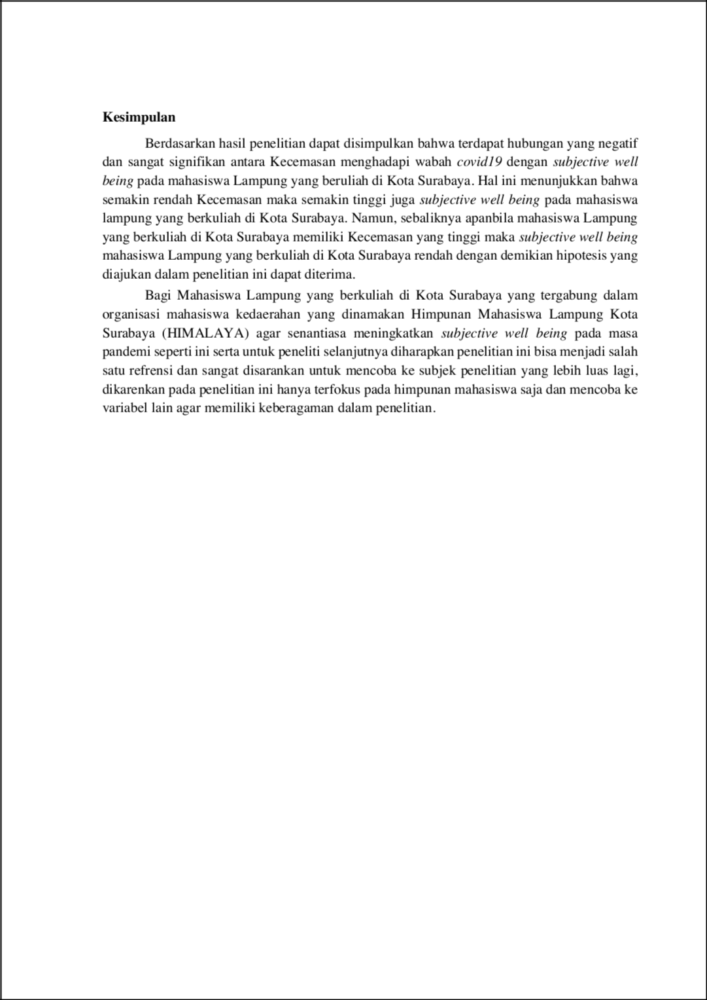 Kesimpulan
Berdasarkan hasil penelitian dapat disimpulkan bahwa terdapat hubungan yang negatif
dan sangat signifikan antara Kecemasan menghadapi wabah covid19 dengan subjective well
being pada mahasiswa Lampung yang beruliah di Kota Surabaya. Hal ini menunjukkan bahwa
semakin rendah Kecemasan maka semakin tinggi juga subjective well being pada mahasiswa
lampung yang berkuliah di Kota Surabaya. Namun, sebaliknya apanbila mahasiswa Lampung
yang berkuliah di Kota Surabaya memiliki Kecemasan yang tinggi maka subjective well being
mahasiswa Lampung yang berkuliah di Kota Surabaya rendah dengan demikian hipotesis yang
diajukan dalam penelitian ini dapat diterima.
Bagi Mahasiswa Lampung yang berkuliah di Kota Surabaya yang tergabung dalam
organisasi mahasiswa kedaerahan yang dinamakan Himpunan Mahasiswa Lampung Kota
Surabaya (HIMALAYA) agar senantiasa meningkatkan subjective well being pada masa
pandemi seperti ini serta untuk peneliti selanjutnya diharapkan penelitian ini bisa menjadi salah
satu refrensi dan sangat disarankan untuk mencoba ke subjek penelitian yang lebih luas lagi,
dikarenkan pada penelitian ini hanya terfokus pada himpunan mahasiswa saja dan mencoba ke
variabel lain agar memiliki keberagaman dalam penelitian.